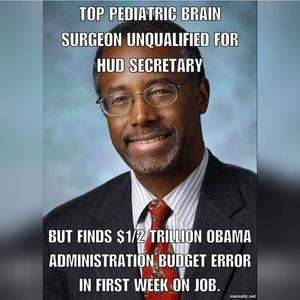 TOP PEDIATRIC BRAIN
SURGEON UNQUALIFIED FOR
HUD SECRETARY
BUT FINDS $1/2 TRILLION OBAMA
ADMINISTRATION BUDGET ERROR
IN FIRST WEEK ON JOB.
mematic.net